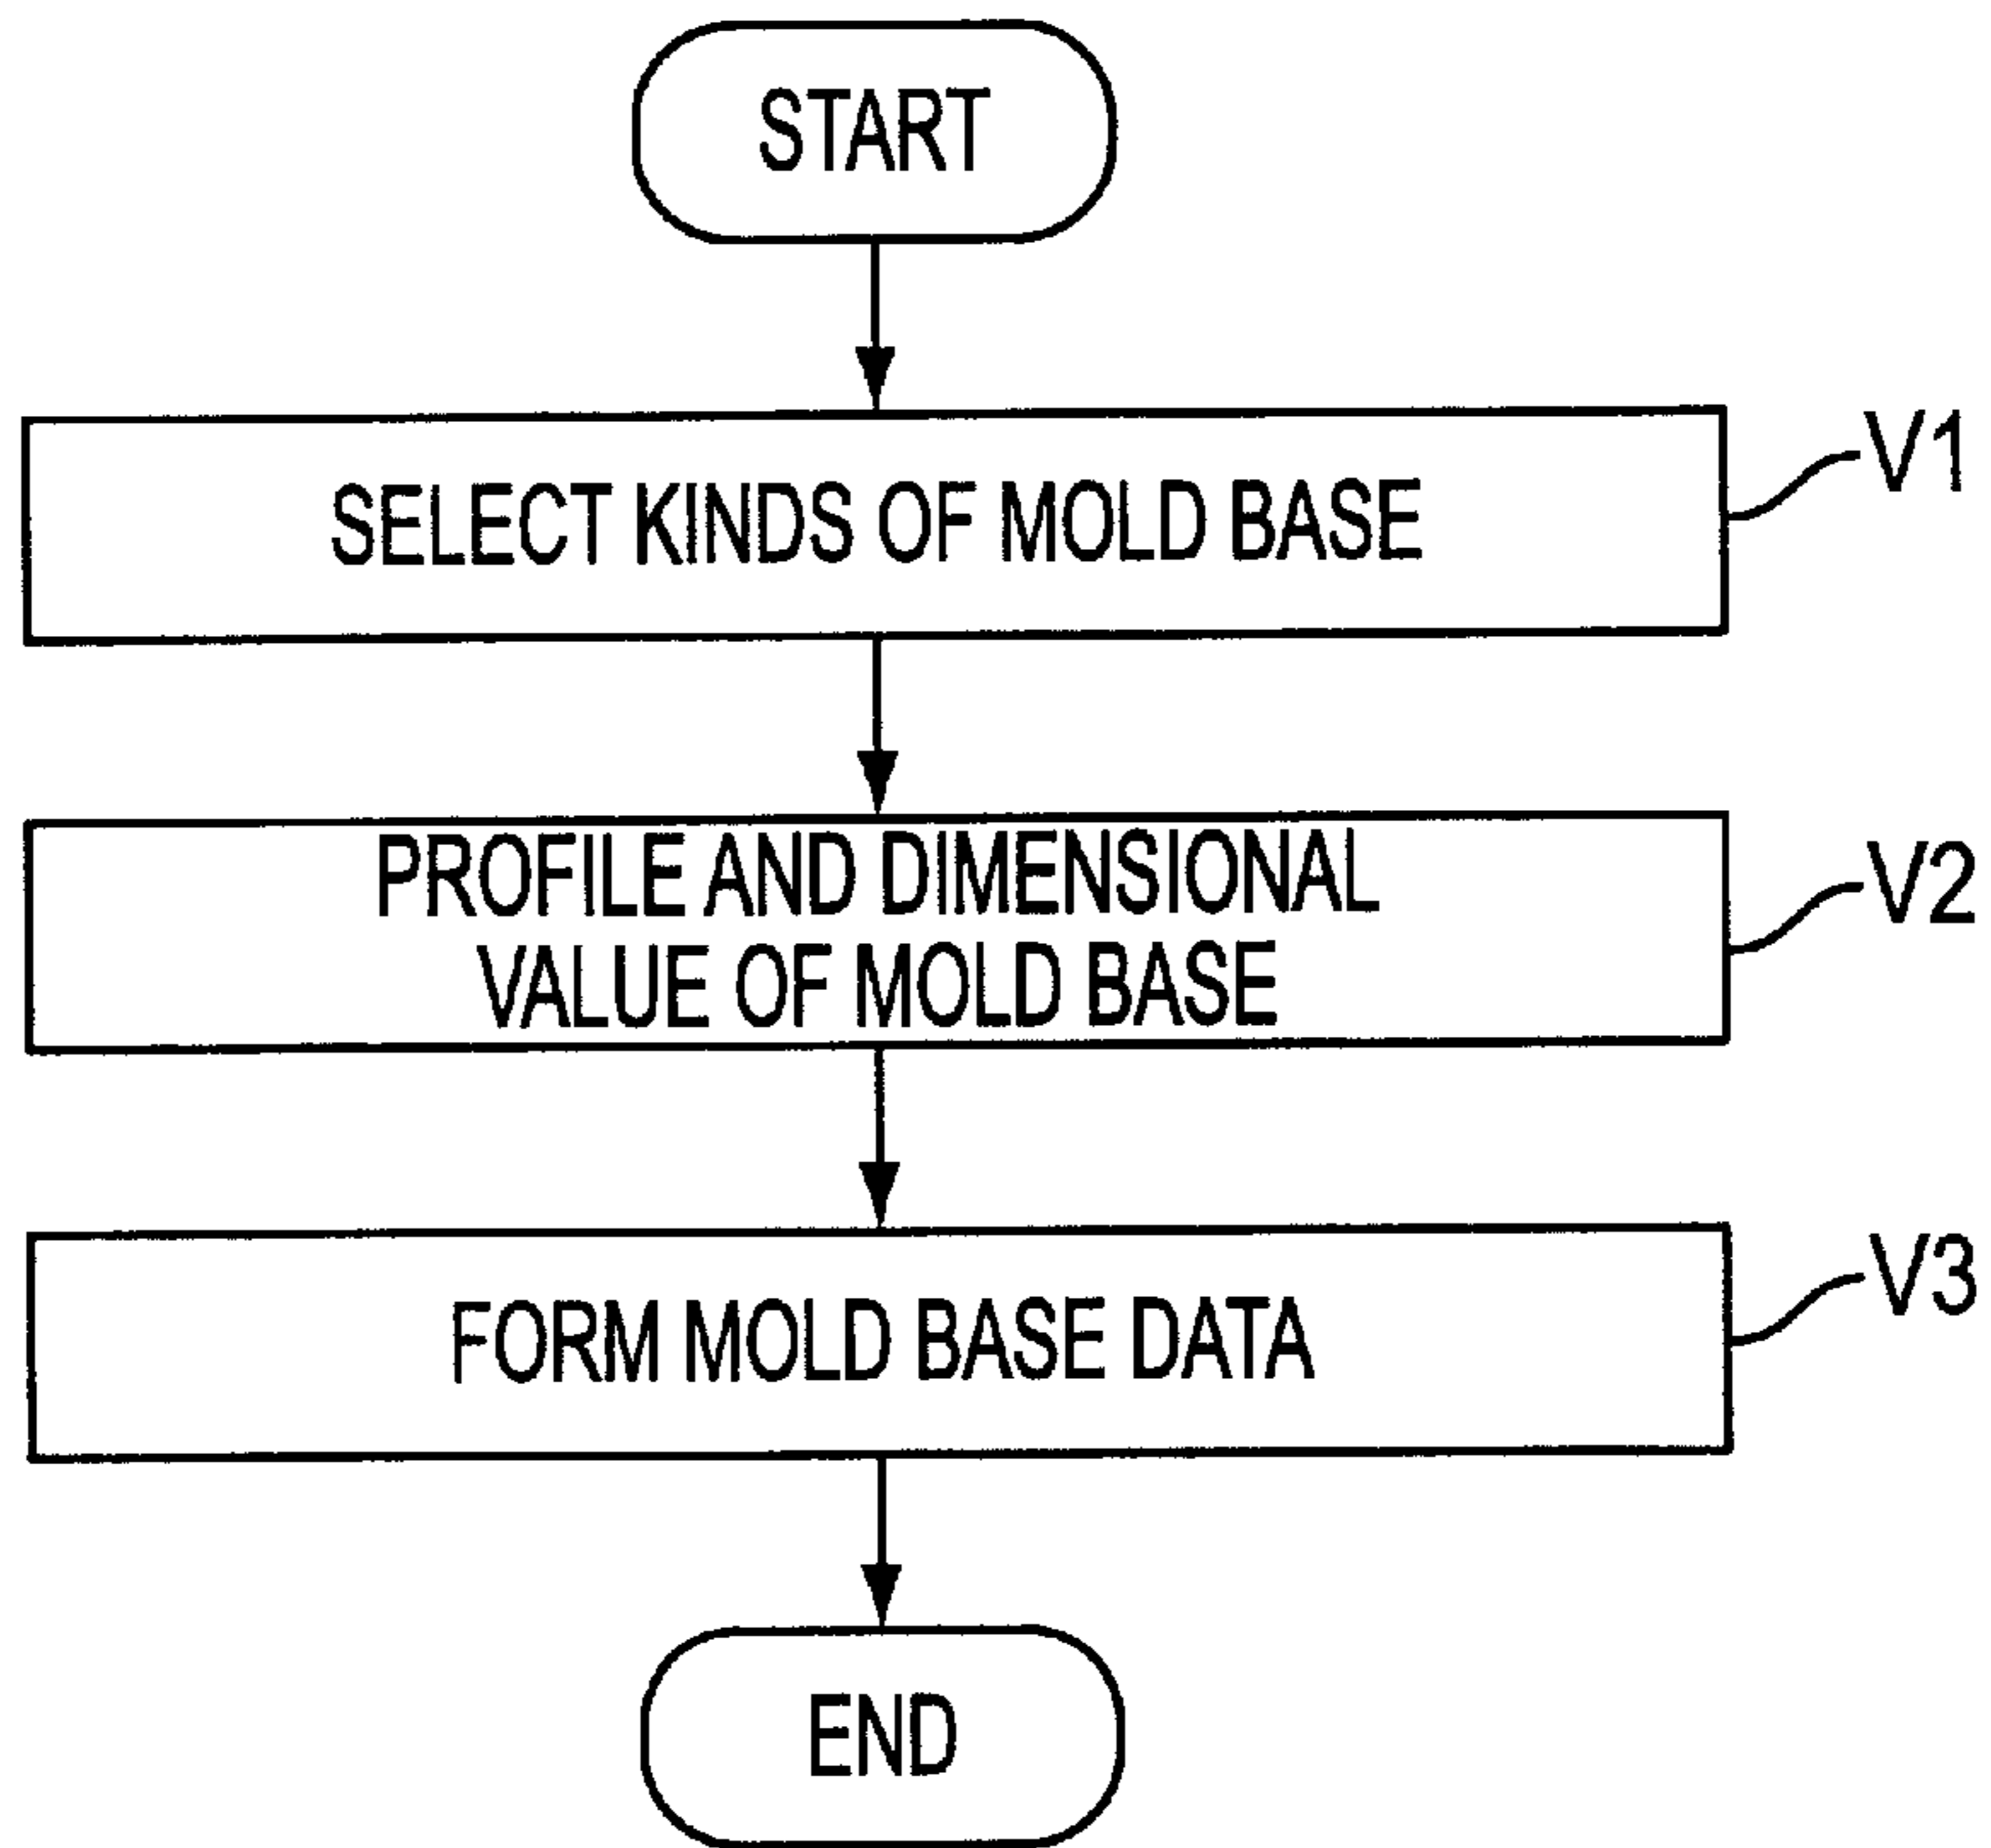 START
SELECT KINDS OF MOLD BASE
V1
PROFILE AND DIMENSIONAL
VALUE OF MOLD BASE
V2
FORM MOLD BASE DATA
V3
END